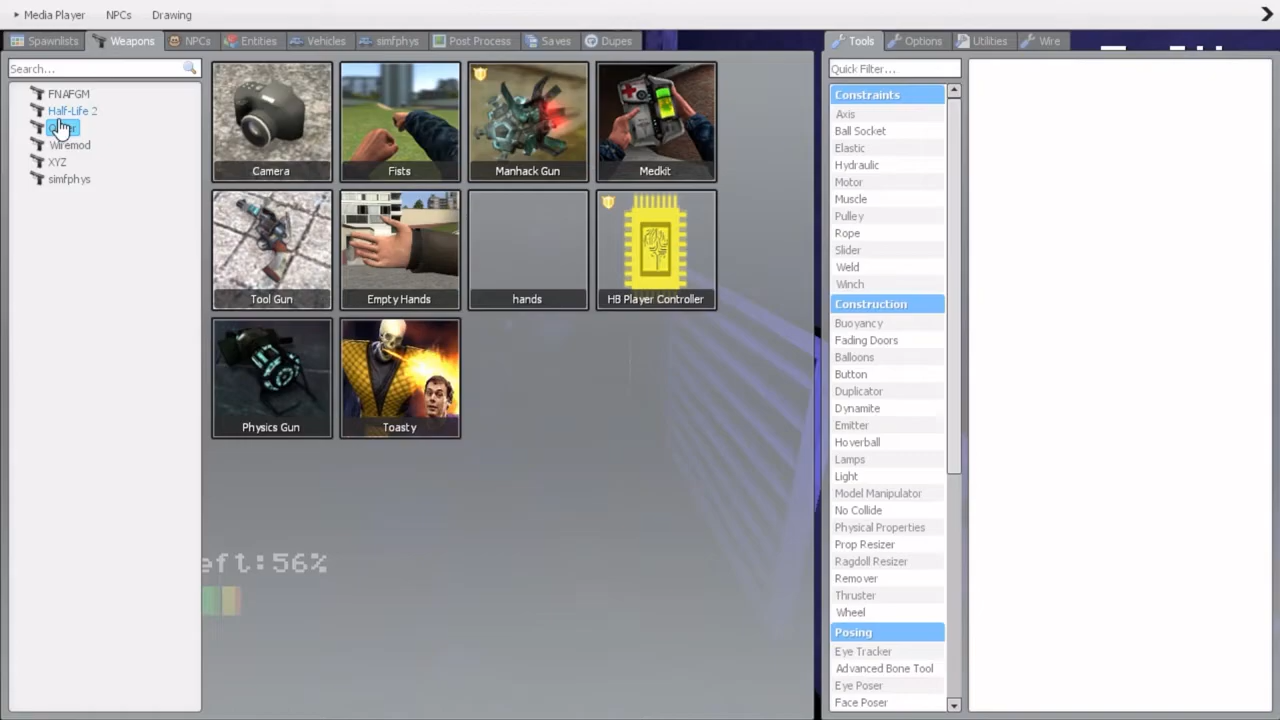 Media Player NPCs Drawing
Spawnlists Weapons NPCs Entities Vehicles simfphys Post Process Saves Dupes
Tools Options Utilities Wire
Search...
Quick Filter...
FNAFGM
Half-Life 2
Wiremod
XYZ
simfphys
Camera Fists Manhack Gun Medkit
Tool Gun Empty Hands hands HB Player Controller
Physics Gun Toasty
eft:56%
Constraints
Axis
Ball Socket
Elastic
Hydraulic
Motor
Muscle
Pulley
Rope
Slider
Weld
Winch
Construction
Buoyancy
Fading Doors
Balloons
Button
Duplicator
Dynamite
Emitter
Hoverball
Lamps
Light
Model Manipulator
No Collide
Physical Properties
Prop Resizer
Ragdoll Resizer
Remover
Thruster
Wheel
Posing
Eye Tracker
Advanced Bone Tool
Eye Poser
Face Poser